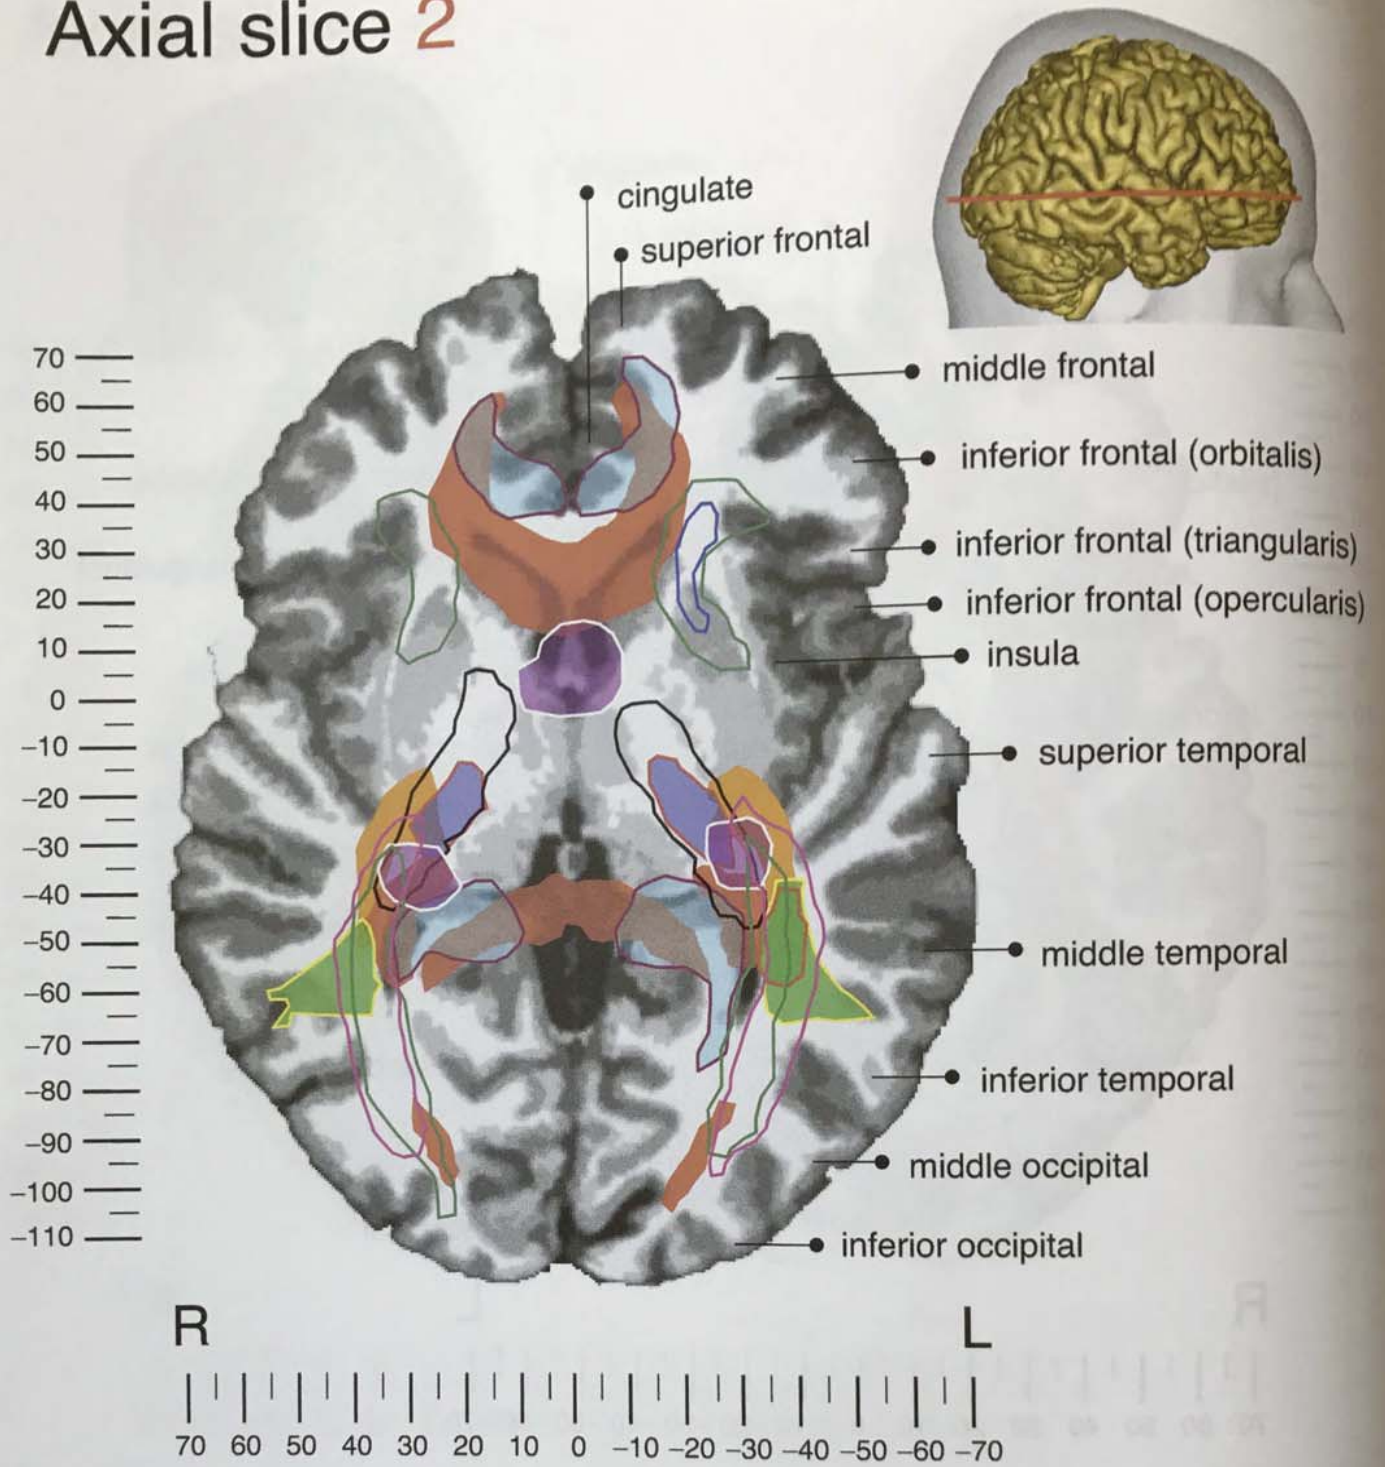 Axial slice 2
cingulate
superior frontal
middle frontal
inferior frontal (orbitalis)
inferior frontal (triangularis)
inferior frontal (opercularis)
insula
superior temporal
middle temporal
inferior temporal
middle occipital
inferior occipital
70
60
50
40
30
20
10
0
–10
–20
–30
–40
–50
–60
–70
–80
–90
–100
–110
R L
70 60 50 40 30 20 10 0 –10 –20 –30 –40 –50 –60 –70